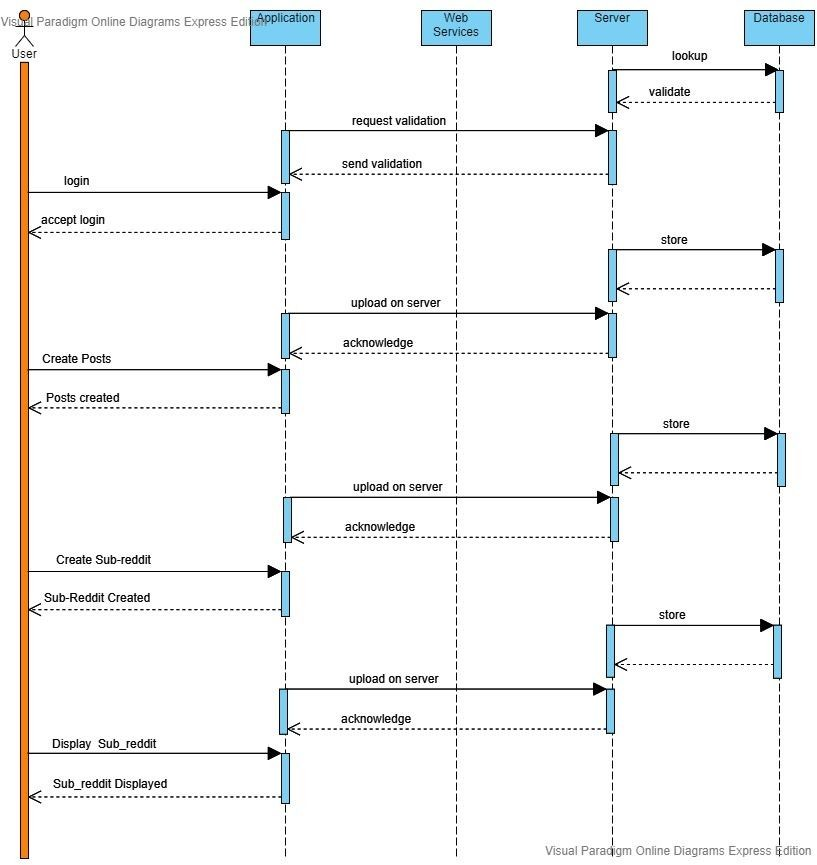 Visual Paradigm Online Diagrams Express Edition
User
Application
Web
Services
Server
Database
lookup
validate
request validation
send validation
login
accept login
store
upload on server
acknowledge
Create Posts
Posts created
store
upload on server
acknowledge
Create Sub-reddit
Sub-Reddit Created
store
upload on server
acknowledge
Display Sub_reddit
Sub_reddit Displayed
Visual Paradigm Online Diagrams Express Edition